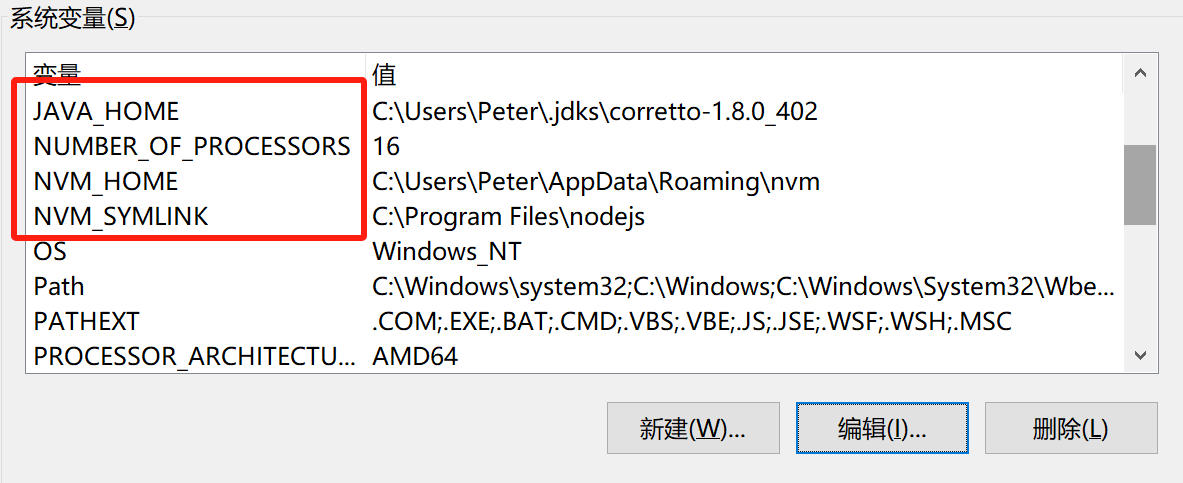 系统变量(S)
变量 值
JAVA_HOME C:\Users\Peter\.jdks\corretto-1.8.0_402
NUMBER_OF_PROCESSORS 16
NVM_HOME C:\Users\Peter\AppData\Roaming\nvm
NVM_SYMLINK C:\Program Files\nodejs
OS Windows_NT
Path C:\Windows\system32;C:\Windows;C:\Windows\System32\Wbe...
PATHEXT .COM;.EXE;.BAT;.CMD;.VBS;.VBE;.JS;.JSE;.WSF;.WSH;.MSC
PROCESSOR_ARCHITECTU... AMD64
新建(W)... 编辑(I)... 删除(L)